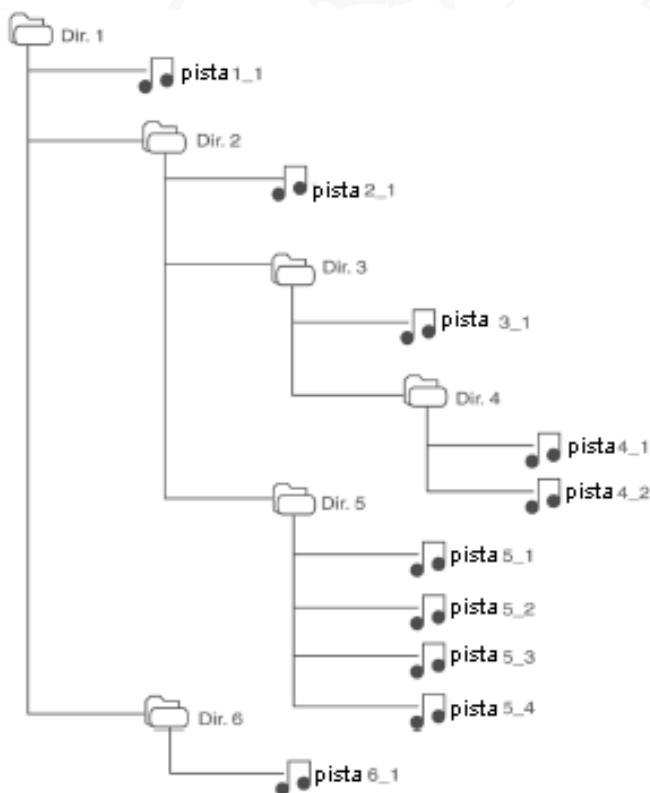 Dir. 1
pista 1_1
Dir. 2
pista 2_1
Dir. 3
pista 3_1
Dir. 4
pista 4_1
pista 4_2
Dir. 5
pista 5_1
pista 5_2
pista 5_3
pista 5_4
Dir. 6
pista 6_1